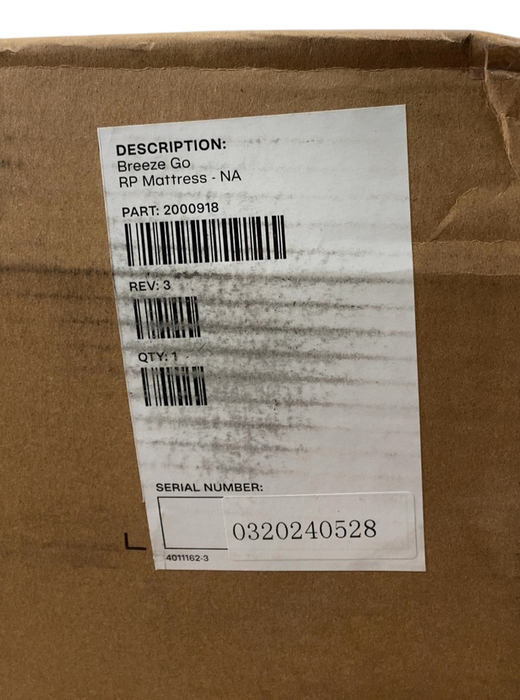 DESCRIPTION:
Breeze Go
RP Mattress - NA
PART: 2000918
REV: 3
QTY: 1
SERIAL NUMBER:
0320240528
4011162-3